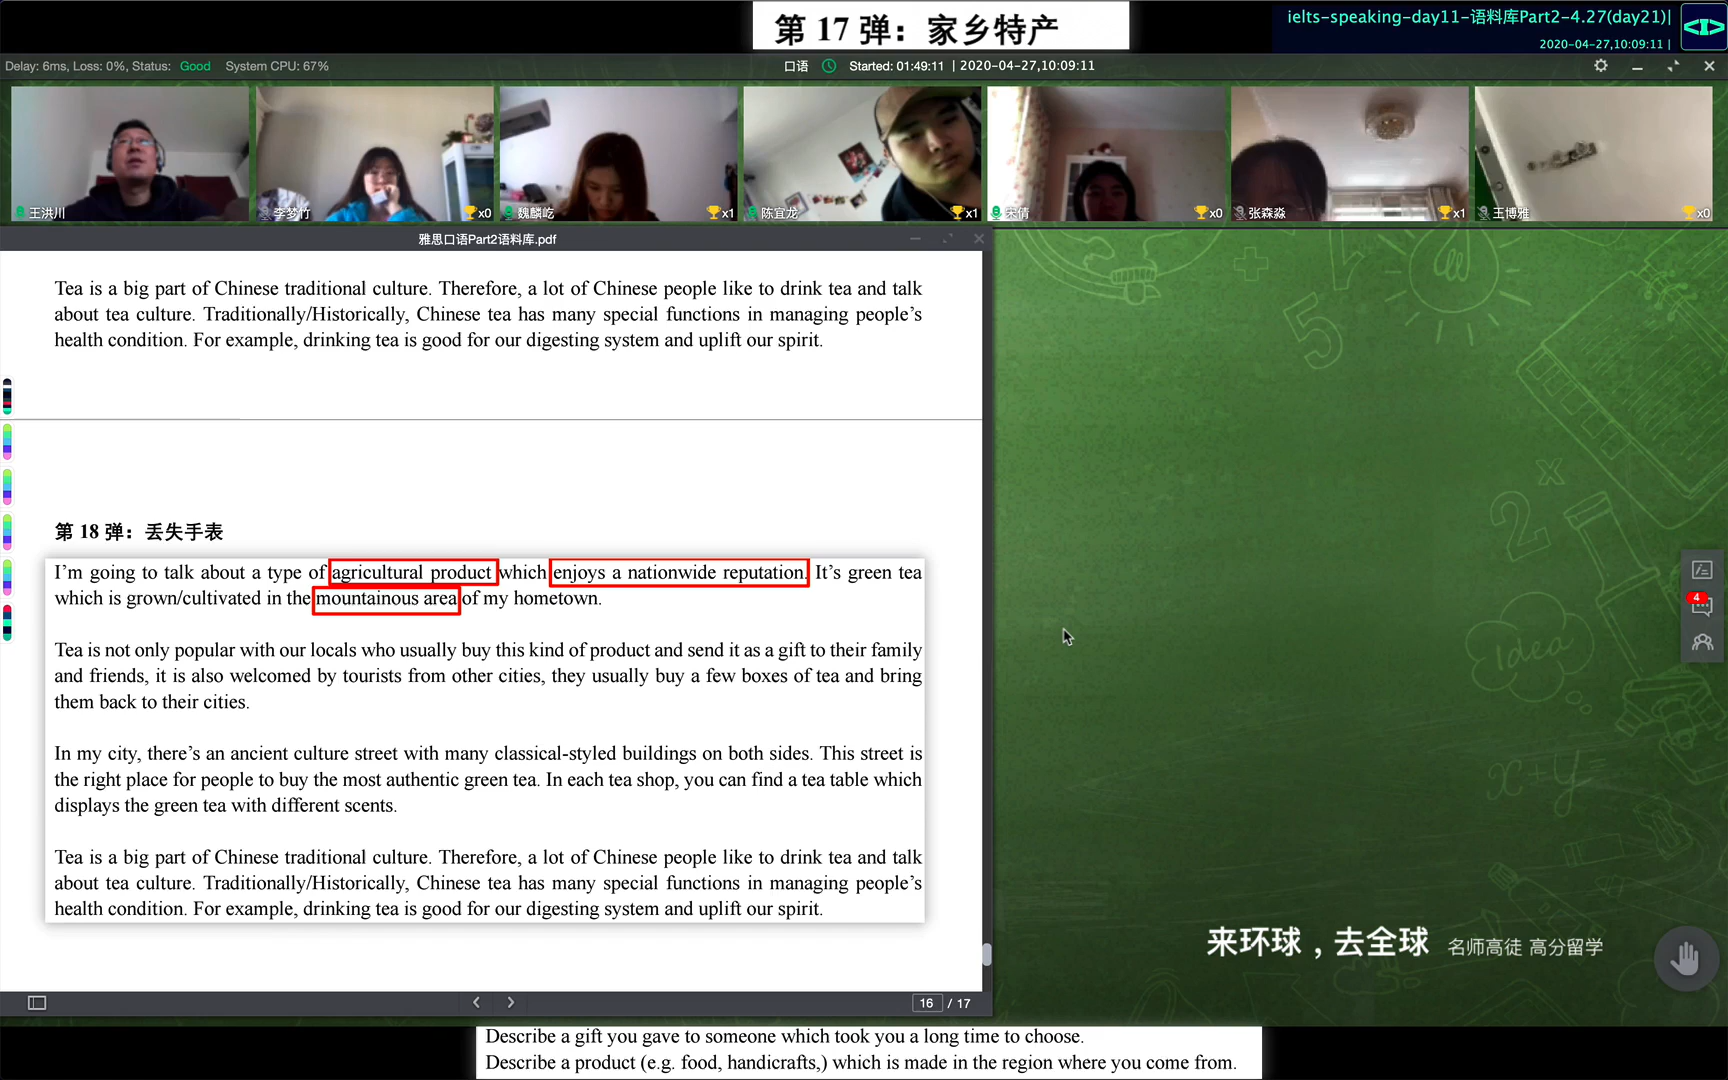 第 17 弹：家乡特产
ielts-speaking-day11-语料库Part2-4.27(day21)|
2020-04-27,10:09:11 |
Delay: 6ms, Loss: 0%, Status: Good System CPU: 67%
口语 Started: 01:49:11 | 2020-04-27,10:09:11
王洪川
李梦竹 x0
魏麟屹 x1
陈宜龙 x1
宋倩 x0
张森淼 x1
王博雅 x0
雅思口语Part2语料库.pdf
Tea is a big part of Chinese traditional culture. Therefore, a lot of Chinese people like to drink tea and talk
about tea culture. Traditionally/Historically, Chinese tea has many special functions in managing people’s
health condition. For example, drinking tea is good for our digesting system and uplift our spirit.
第 18 弹：丢失手表
I’m going to talk about a type of agricultural product which enjoys a nationwide reputation. It’s green tea
which is grown/cultivated in the mountainous area of my hometown.
Tea is not only popular with our locals who usually buy this kind of product and send it as a gift to their family
and friends, it is also welcomed by tourists from other cities, they usually buy a few boxes of tea and bring
them back to their cities.
In my city, there’s an ancient culture street with many classical-styled buildings on both sides. This street is
the right place for people to buy the most authentic green tea. In each tea shop, you can find a tea table which
displays the green tea with different scents.
Tea is a big part of Chinese traditional culture. Therefore, a lot of Chinese people like to drink tea and talk
about tea culture. Traditionally/Historically, Chinese tea has many special functions in managing people’s
health condition. For example, drinking tea is good for our digesting system and uplift our spirit.
5
2
x
idea
x+y=
4
来环球，去全球 名师高徒 高分留学
16 / 17
Describe a gift you gave to someone which took you a long time to choose.
Describe a product (e.g. food, handicrafts,) which is made in the region where you come from.